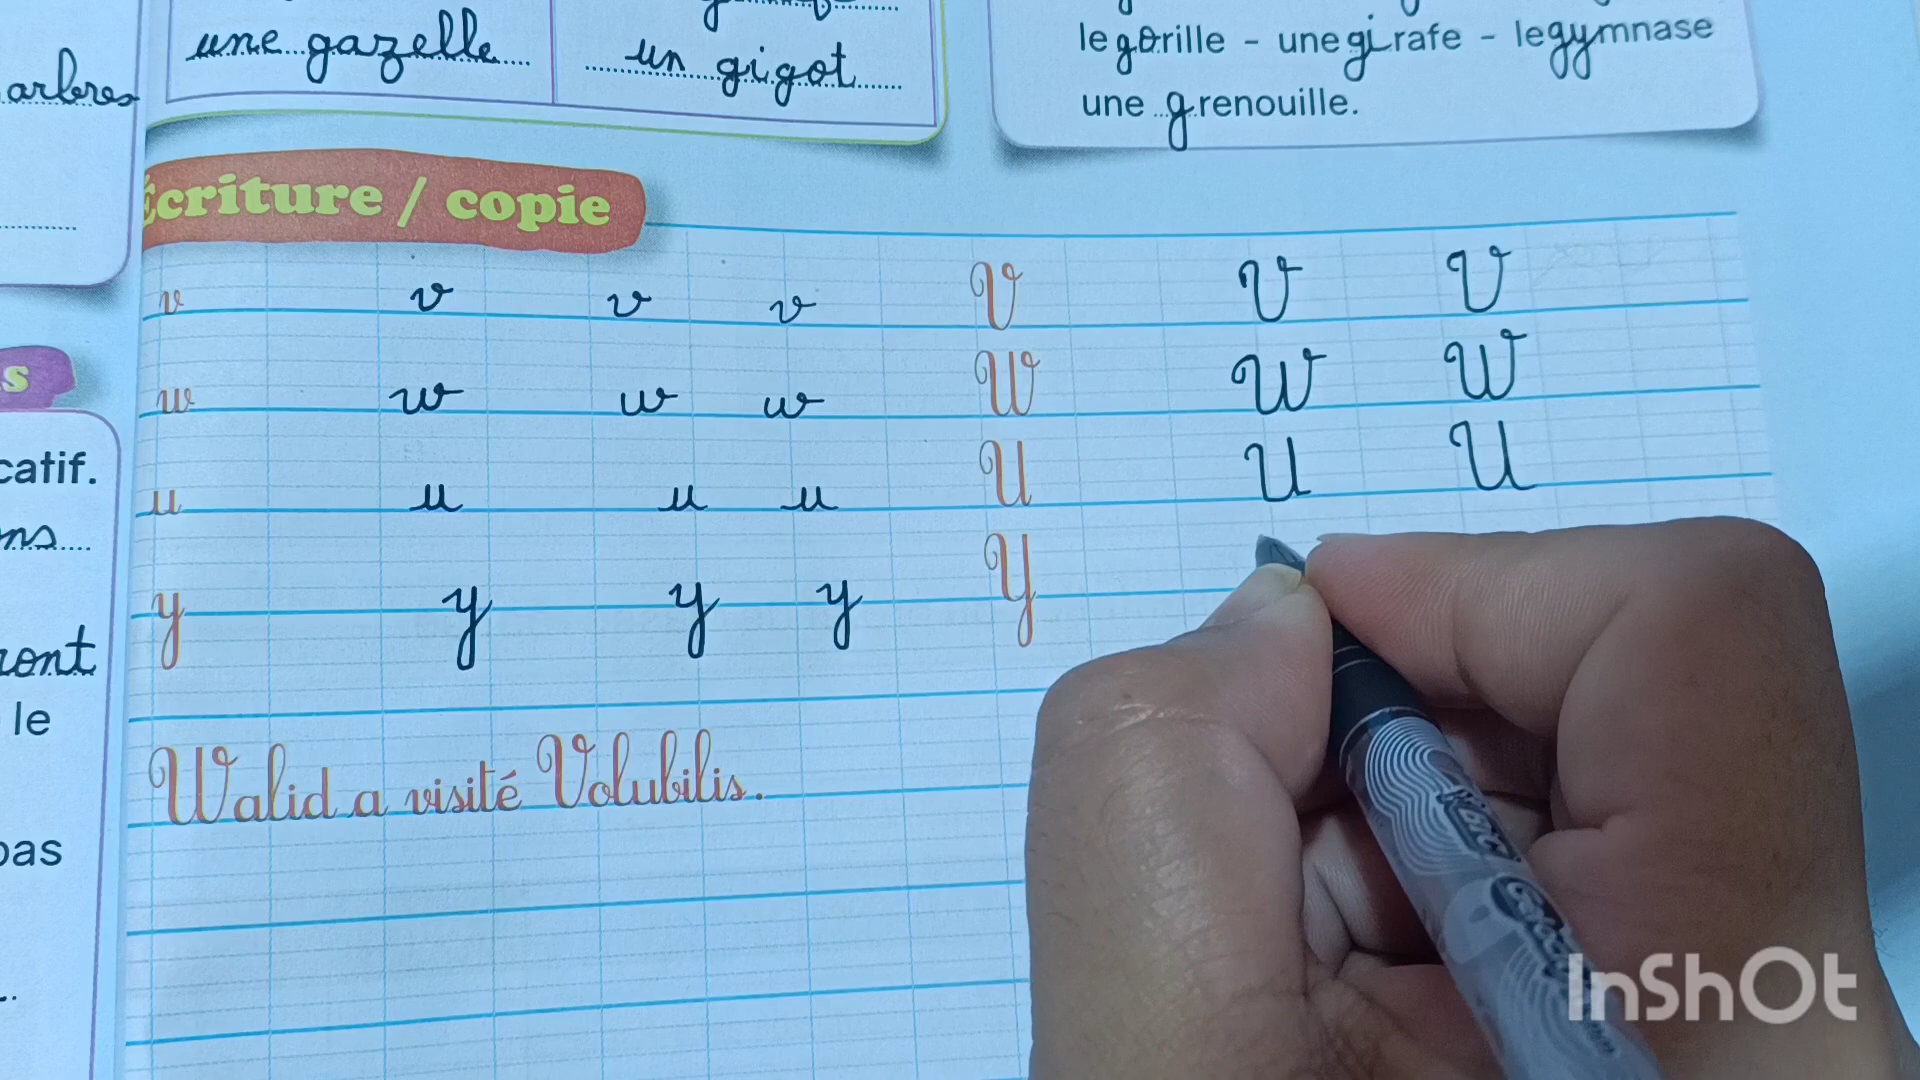 une gazelle
un gigot
le gorille - une girafe - le gymnase
une grenouille.
arbres
Écriture / copie
v v v v V V V
w w w w W W W
u u u u U U U
y y y y Y
s
catif.
ont
le
pas
Walid a visité Volubilis.
InShOt